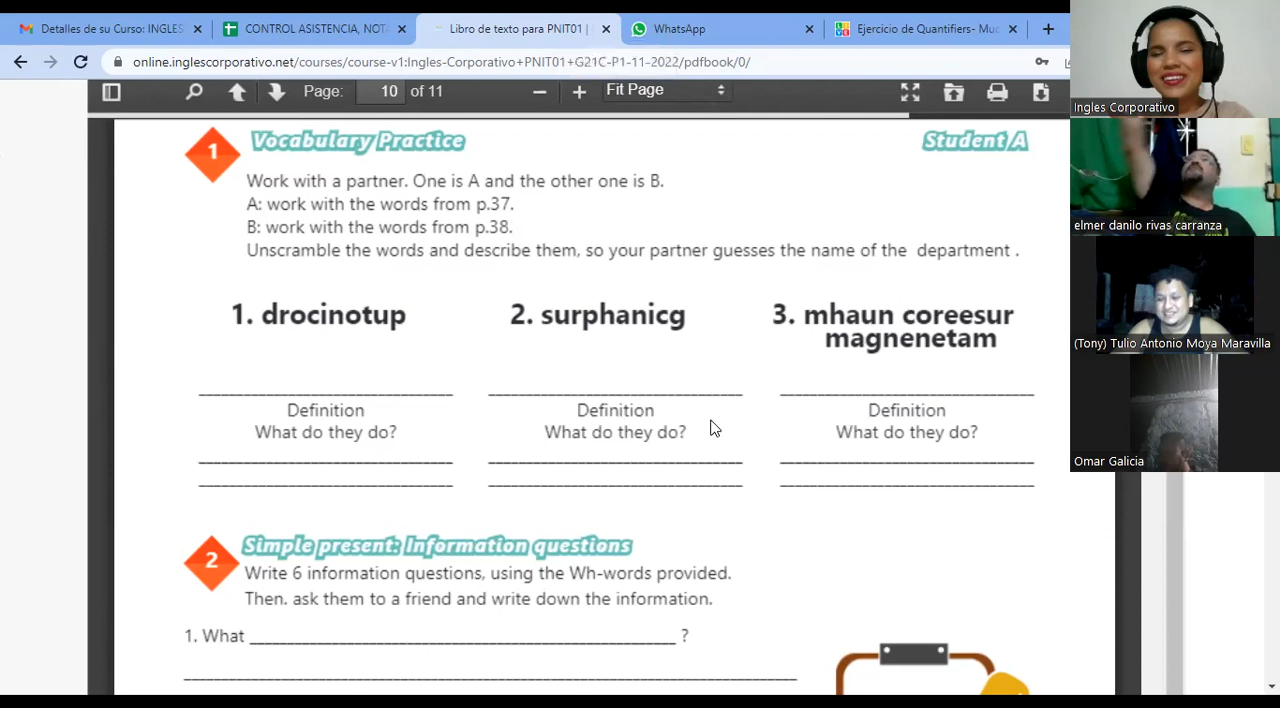 Detalles de su Curso: INGLES
CONTROL ASISTENCIA, NOT
Libro de texto para PNIT01 |
WhatsApp
Ejercicio de Quantifiers- Muc
online.inglescorporativo.net/courses/course-v1:Ingles-Corporativo+PNIT01+G21C-P1-11-2022/pdfbook/0/
Page: 10 of 11
Fit Page
Ingles Corporativo
elmer danilo rivas carranza
(Tony) Tulio Antonio Moya Maravilla
Omar Galicia
1 Vocabulary Practice Student A
Work with a partner. One is A and the other one is B.
A: work with the words from p.37.
B: work with the words from p.38.
Unscramble the words and describe them, so your partner guesses the name of the department .
1. drocinotup 2. surphanicg 3. mhaun coreesur
magnenetam
Definition Definition Definition
What do they do? What do they do? What do they do?
2 Simple present: Information questions
Write 6 information questions, using the Wh-words provided.
Then. ask them to a friend and write down the information.
1. What ______ ?